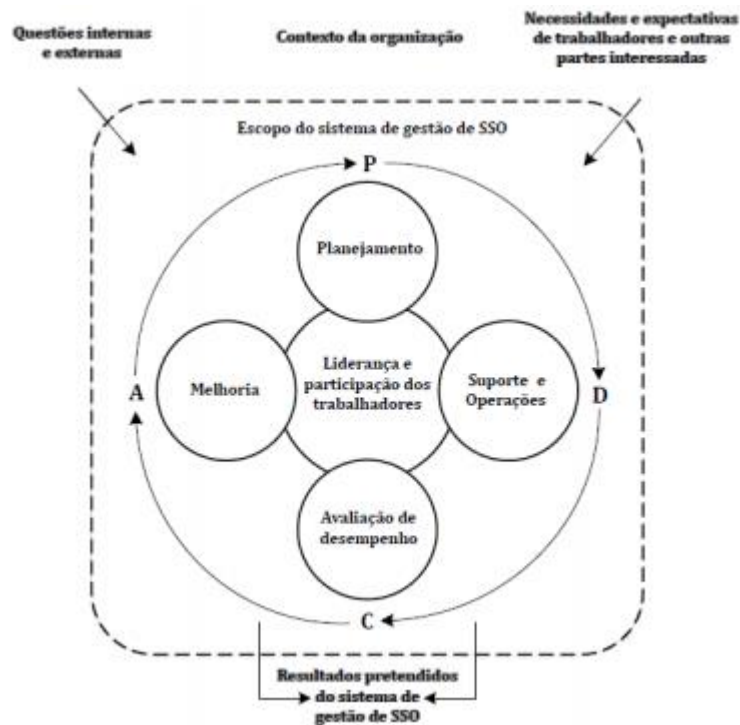 Questões internas
e externas
Contexto da organização
Necessidades e expectativas
de trabalhadores e outras
partes interessadas
Escopo do sistema de gestão de SSO
P
Planejamento
A
Melhoria
Liderança e
participação dos
trabalhadores
Suporte e
Operações
D
Avaliação de
desempenho
C
Resultados pretendidos
do sistema de
gestão de SSO